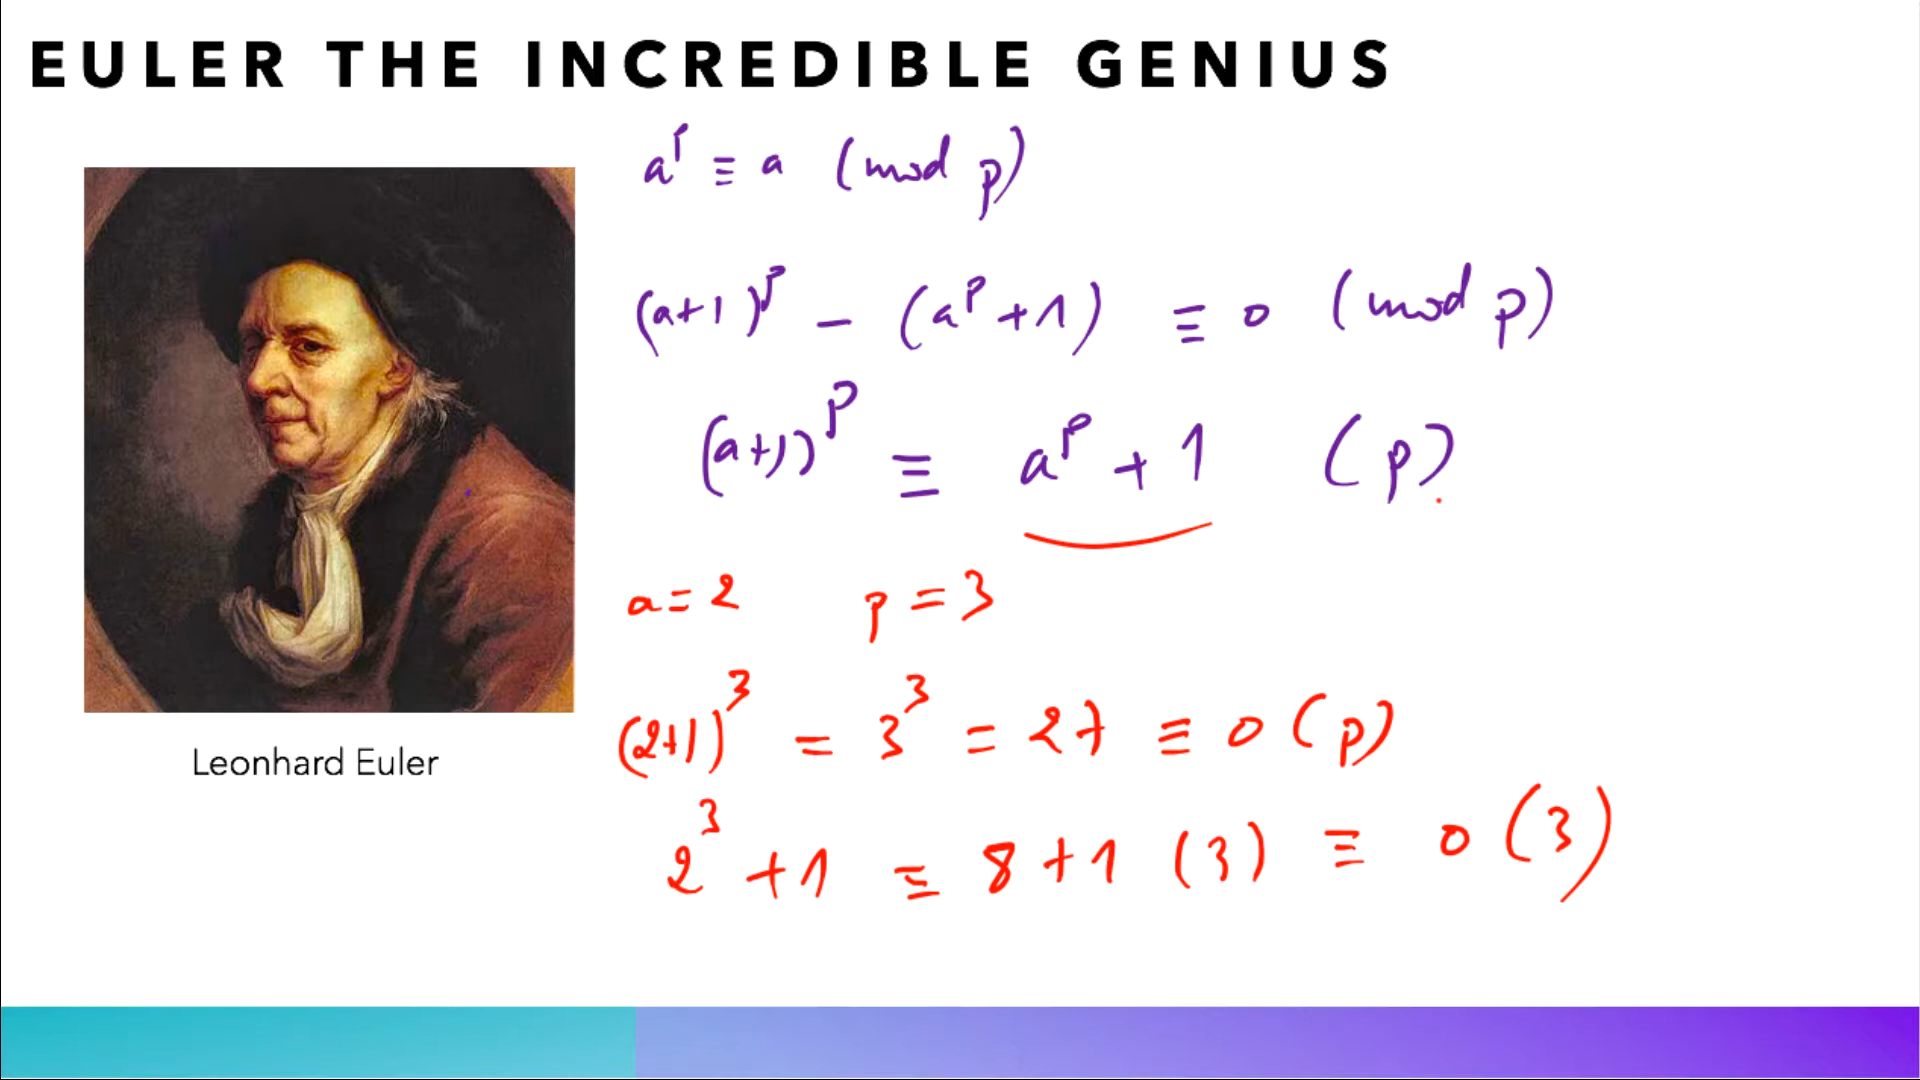 EULER THE INCREDIBLE GENIUS
a^p ≡ a (mod p)
(a+1)^p − (a^p + 1) ≡ 0 (mod p)
(a+1)^p ≡ a^p + 1 (p)
a = 2 p = 3
(2+1)^3 = 3^3 = 27 ≡ 0 (p)
2^3 + 1 ≡ 8 + 1 (3) ≡ 0 (3)
Leonhard Euler